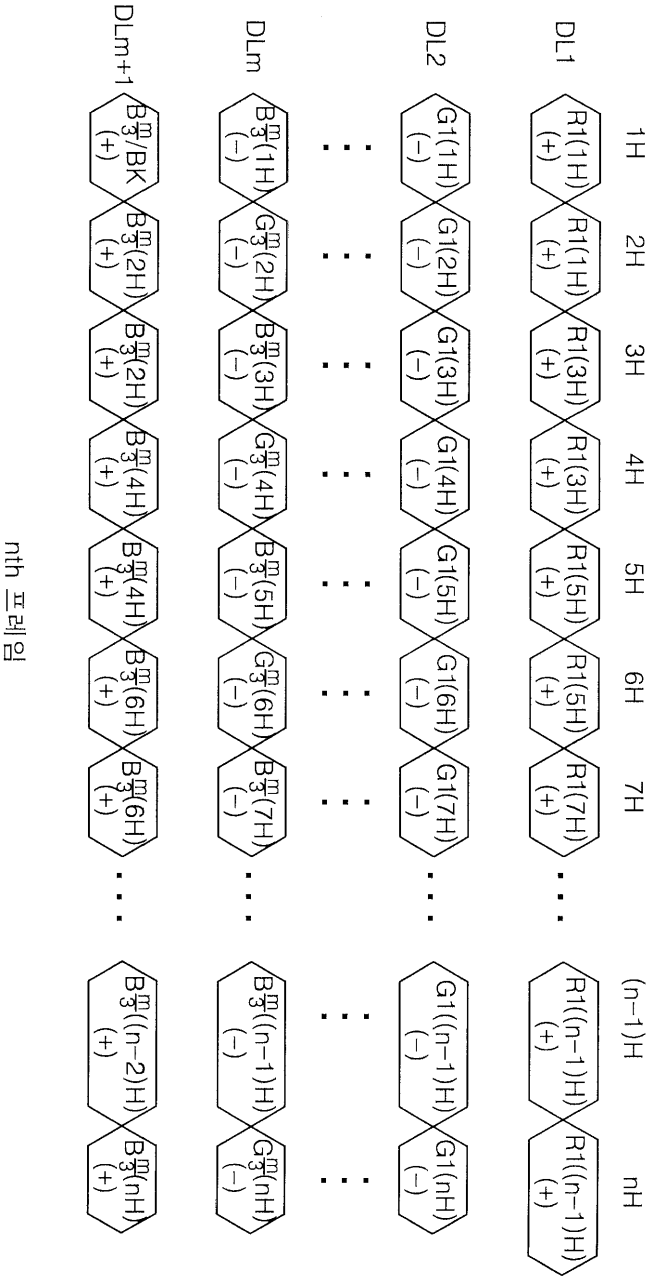 1H 2H 3H 4H 5H 6H 7H (n−1)H nH
DL1 R1(1H) R1(1H) R1(3H) R1(3H) R1(5H) R1(5H) R1(7H) ··· R1((n−1)H) R1((n−1)H)
(+) (+) (+) (+) (+) (+) (+) (+) (+)
DL2 G1(1H) G1(2H) G1(3H) G1(4H) G1(5H) G1(6H) G1(7H) ··· G1((n−1)H) G1(nH)
(−) (−) (−) (−) (−) (−) (−) (−) (−)
DLm B m/3(1H) G m/3(2H) B m/3(3H) G m/3(4H) B m/3(5H) G m/3(6H) B m/3(7H) ··· B m/3((n−1)H) G m/3(nH)
(−) (−) (−) (−) (−) (−) (−) (−) (−)
DLm+1 B m/3/BK B m/3(2H) B m/3(2H) B m/3(4H) B m/3(4H) B m/3(6H) B m/3(6H) ··· B m/3((n−2)H) B m/3(nH)
(+) (+) (+) (+) (+) (+) (+) (+) (+)
nth 프레임